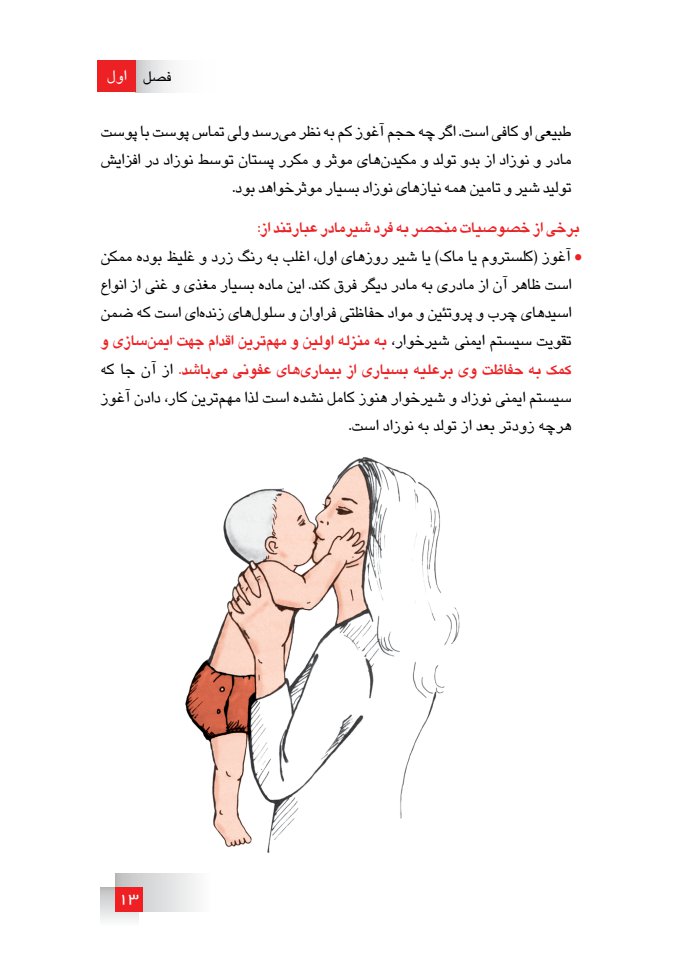 فصل اول
طبیعی او کافی است. اگر چه حجم آغوز کم به نظر می‌رسد ولی تماس پوست با پوست
مادر و نوزاد از بدو تولد و مکیدن‌های موثر و مکرر پستان توسط نوزاد در افزایش
تولید شیر و تامین همه نیازهای نوزاد بسیار موثرخواهد بود.
برخی از خصوصیات منحصر به فرد شیرمادر عبارتند از:
• آغوز (کلستروم یا ماک) یا شیر روزهای اول، اغلب به رنگ زرد و غلیظ بوده ممکن
است ظاهر آن از مادری به مادر دیگر فرق کند. این ماده بسیار مغذی و غنی از انواع
اسیدهای چرب و پروتئین و مواد حفاظتی فراوان و سلول‌های زنده‌ای است که ضمن
تقویت سیستم ایمنی شیرخوار، به منزله اولین و مهم‌ترین اقدام جهت ایمن‌سازی و
کمک به حفاظت وی برعلیه بسیاری از بیماری‌های عفونی می‌باشد. از آن جا که
سیستم ایمنی نوزاد و شیرخوار هنوز کامل نشده است لذا مهم‌ترین کار، دادن آغوز
هرچه زودتر بعد از تولد به نوزاد است.
۱۳